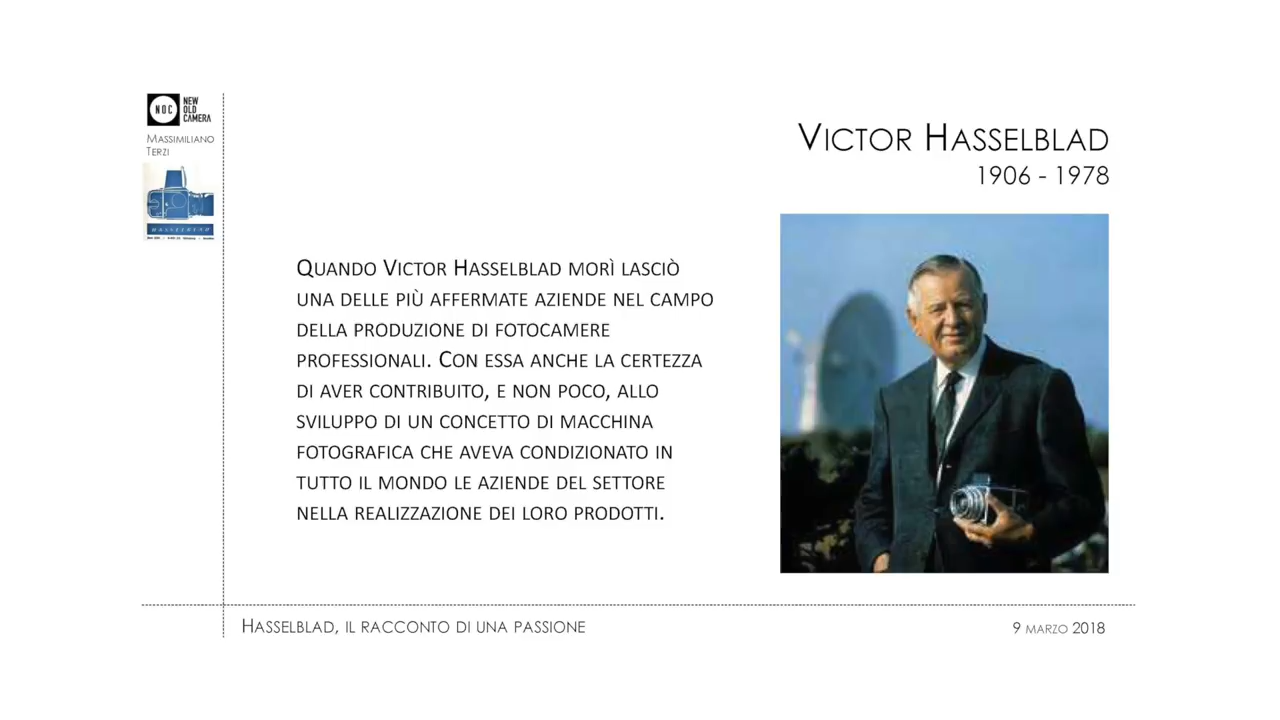 NOC
NEW
OLD
CAMERA
Massimiliano
Terzi
HASSELBLAD
Victor Hasselblad
1906 - 1978
Quando Victor Hasselblad morì lasciò
una delle più affermate aziende nel campo
della produzione di fotocamere
professionali. Con essa anche la certezza
di aver contribuito, e non poco, allo
sviluppo di un concetto di macchina
fotografica che aveva condizionato in
tutto il mondo le aziende del settore
nella realizzazione dei loro prodotti.
Hasselblad, il racconto di una passione
9 marzo 2018